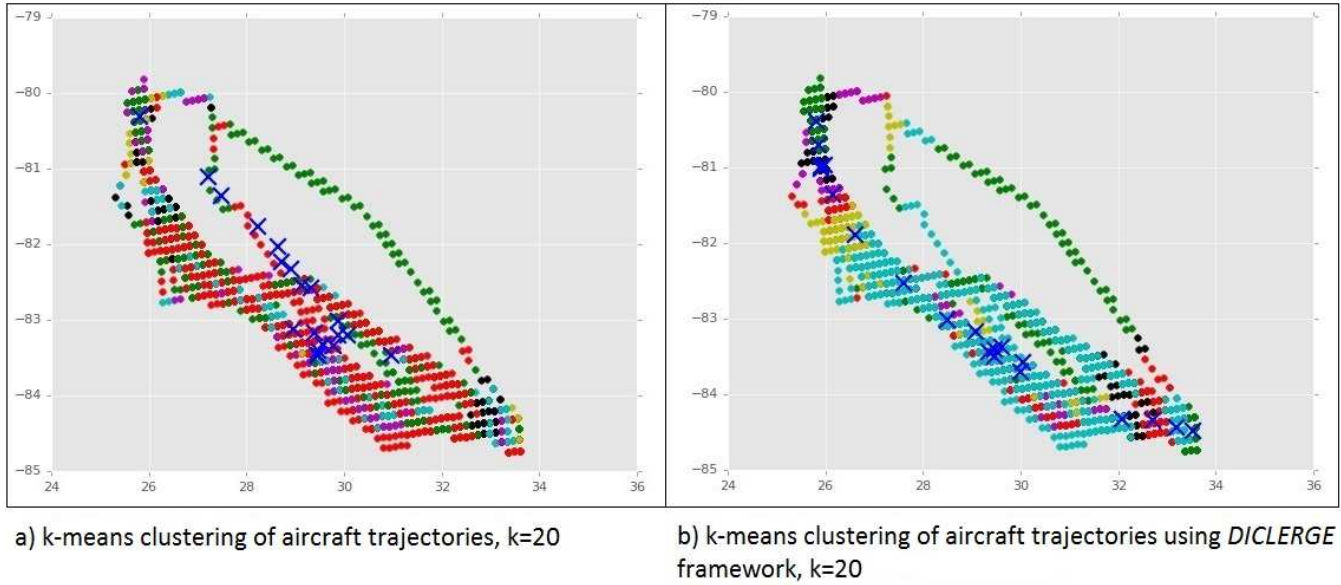 −79
−80
−81
−82
−83
−84
−85
24 26 28 30 32 34 36
−79
−80
−81
−82
−83
−84
−85
24 26 28 30 32 34 36
a) k-means clustering of aircraft trajectories, k=20
b) k-means clustering of aircraft trajectories using DICLERGE
framework, k=20